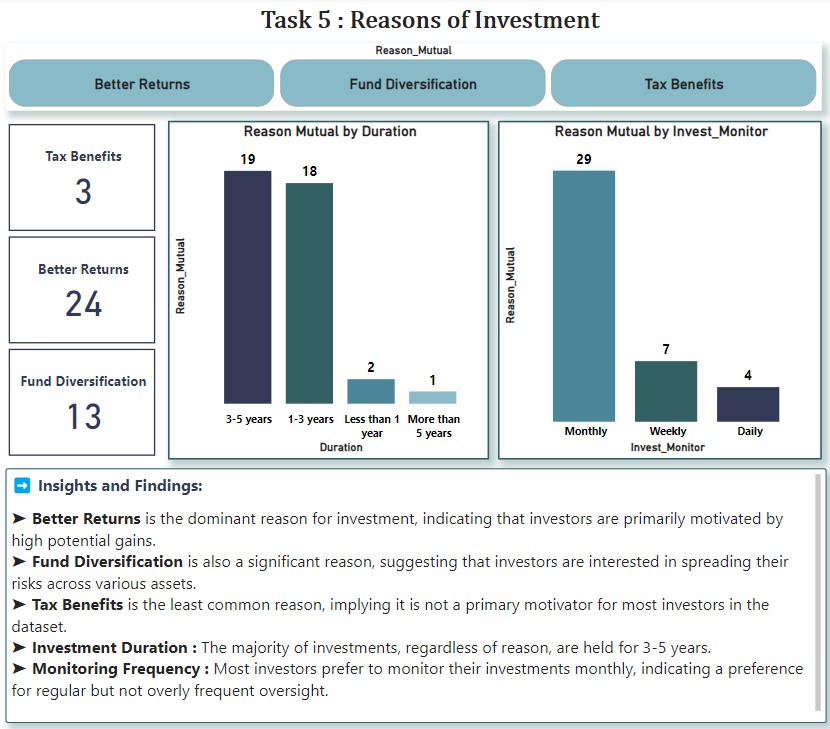 Task 5 : Reasons of Investment
Reason_Mutual
Better Returns
Fund Diversification
Tax Benefits
Tax Benefits
3
Better Returns
24
Fund Diversification
13
Reason Mutual by Duration
Reason_Mutual
19
18
2
1
3-5 years
1-3 years
Less than 1
year
More than
5 years
Duration
Reason Mutual by Invest_Monitor
Reason_Mutual
29
7
4
Monthly
Weekly
Daily
Invest_Monitor
➡ Insights and Findings:
➤ Better Returns is the dominant reason for investment, indicating that investors are primarily motivated by
high potential gains.
➤ Fund Diversification is also a significant reason, suggesting that investors are interested in spreading their
risks across various assets.
➤ Tax Benefits is the least common reason, implying it is not a primary motivator for most investors in the
dataset.
➤ Investment Duration : The majority of investments, regardless of reason, are held for 3-5 years.
➤ Monitoring Frequency : Most investors prefer to monitor their investments monthly, indicating a preference
for regular but not overly frequent oversight.